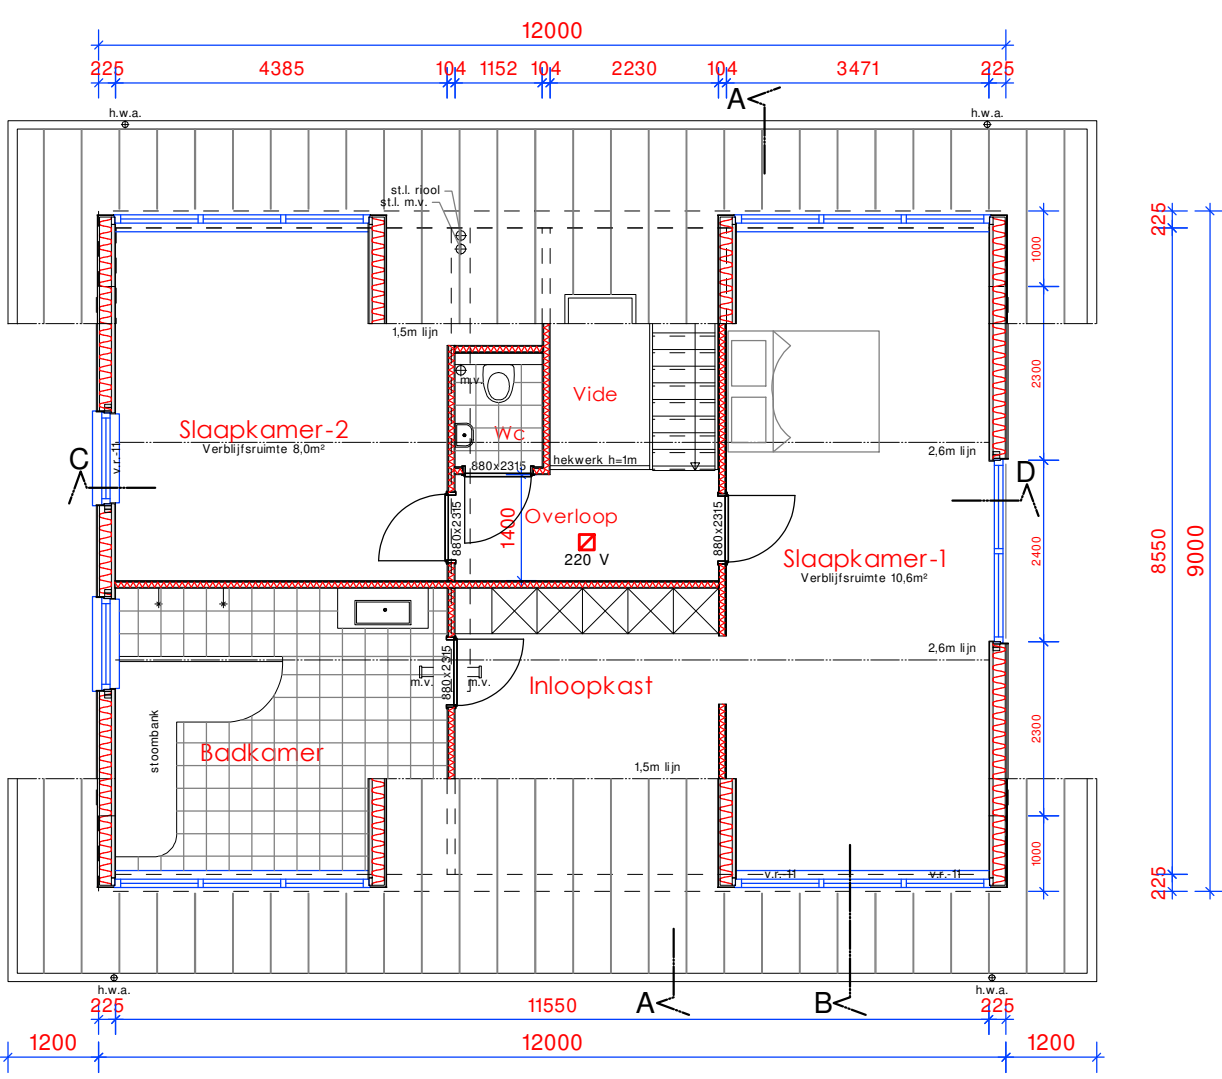 12000
225 4385 104 1152 104 2230 104 3471 225
A
h.w.a. h.w.a.
st.l. riool
st.l. m.v.
225
1000
1,5m lijn
m.v.
Vide
2300
Slaapkamer-2
Verblijfsruimte 8,0m²
Wc
v.r.-11
2,6m lijn
C
880x2315
hekwerk h=1m
D
880x2315
1400
Overloop
220 V
880x2315
Slaapkamer-1
Verblijfsruimte 10,6m²
2400
8550
9000
2,6m lijn
880x2315
m.v. m.v.
Inloopkast
stoombank
Badkamer
2300
1,5m lijn
1000
v.r.-11 v.r.-11
225
h.w.a. h.w.a.
A
B
225 11550 225
1200 12000 1200